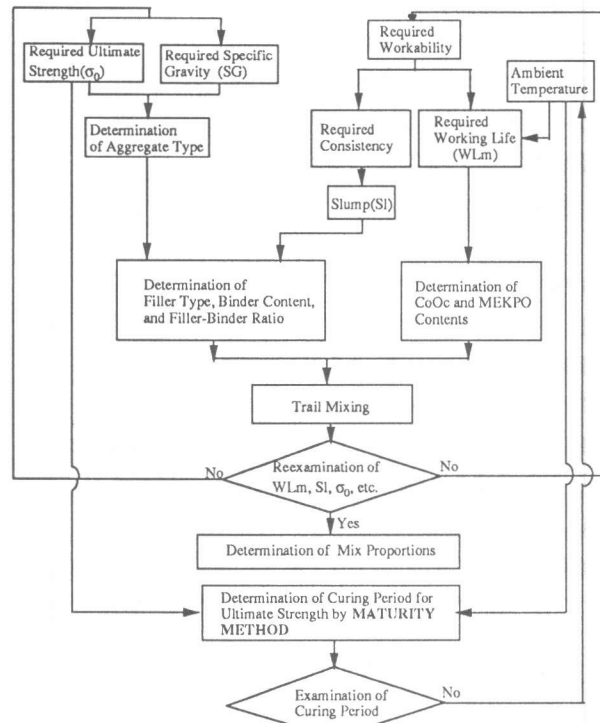 Required Ultimate
Strength(σ₀)
Required Specific
Gravity (SG)
Required
Workability
Ambient
Temperature
Determination
of Aggregate Type
Required
Consistency
Required
Working Life
(WLm)
Slump(Sl)
Determination of
Filler Type, Binder Content,
and Filler-Binder Ratio
Determination of
CoOc and MEKPO
Contents
Trail Mixing
No
Reexamination of
WLm, Sl, σ₀, etc.
No
Yes
Determination of Mix Proportions
Determination of Curing Period for
Ultimate Strength by MATURITY
METHOD
Examination of
Curing Period
No